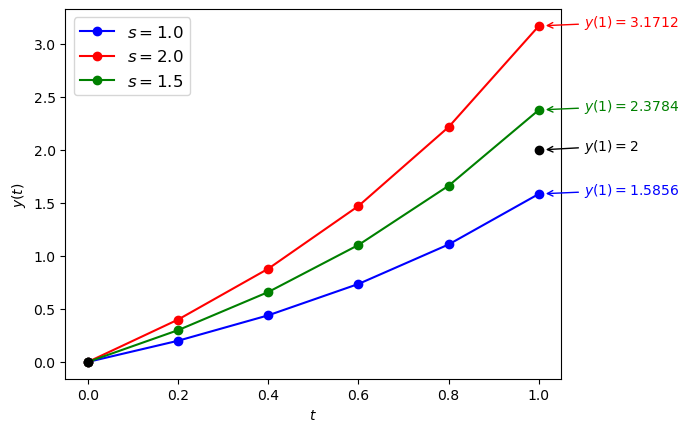 s = 1.0
s = 2.0
s = 1.5
y(1) = 3.1712
y(1) = 2.3784
y(1) = 2
y(1) = 1.5856
y(t)
3.0
2.5
2.0
1.5
1.0
0.5
0.0
0.0 0.2 0.4 0.6 0.8 1.0
t